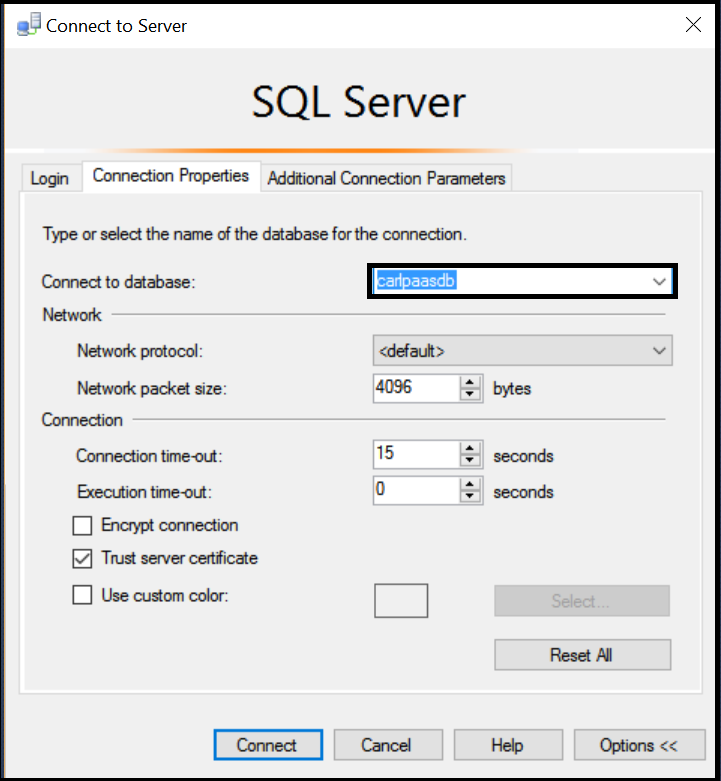 Connect to Server
SQL Server
Login Connection Properties Additional Connection Parameters
Type or select the name of the database for the connection.
Connect to database: carlpaasdb
Network
Network protocol: <default>
Network packet size: 4096 bytes
Connection
Connection time-out: 15 seconds
Execution time-out: 0 seconds
Encrypt connection
Trust server certificate
Use custom color: Select...
Reset All
Connect Cancel Help Options <<